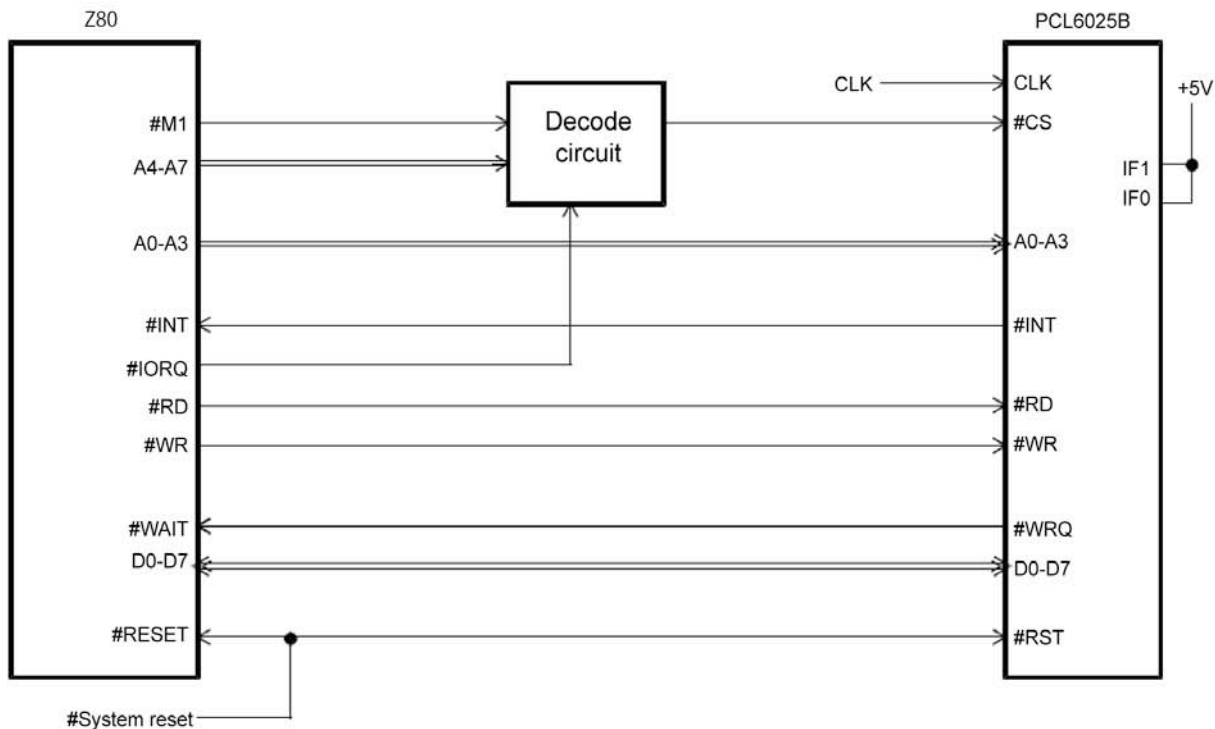 Z80
PCL6025B
CLK
CLK
+5V
#M1
Decode
circuit
#CS
A4-A7
IF1
IF0
A0-A3
A0-A3
#INT
#INT
#IORQ
#RD
#RD
#WR
#WR
#WAIT
#WRQ
D0-D7
D0-D7
#RESET
#RST
#System reset